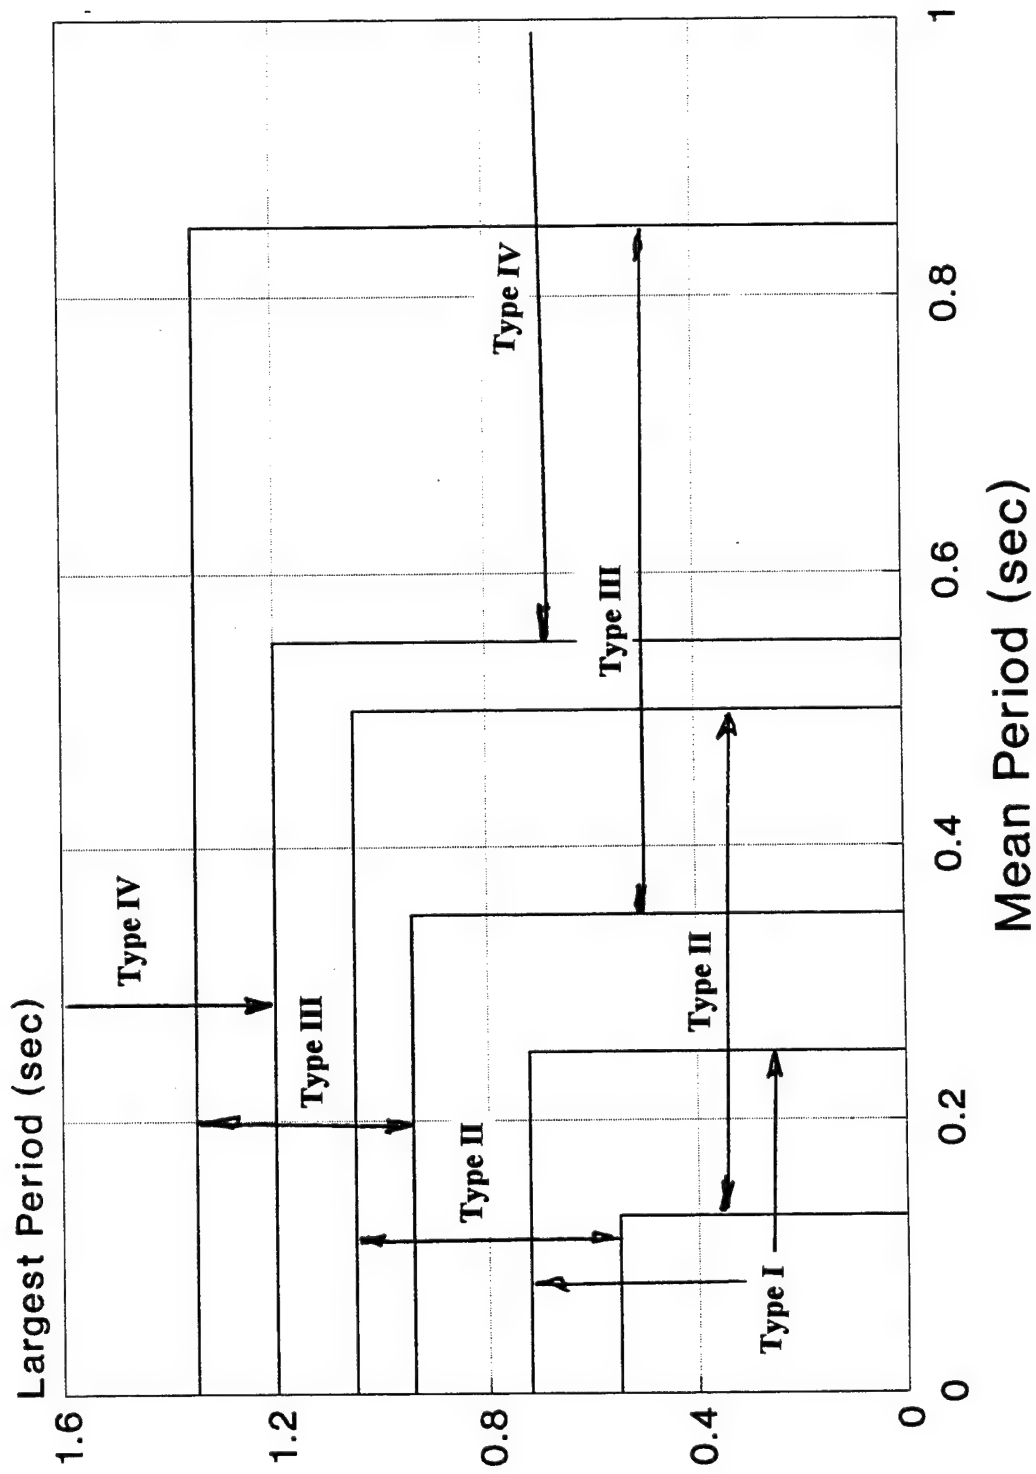 Largest Period (sec)
1.6
1.2
0.8
0.4
0
Type IV
Type III
Type II
Type I
Type II
Type III
Type IV
0
0.2
0.4
0.6
0.8
1
Mean Period (sec)